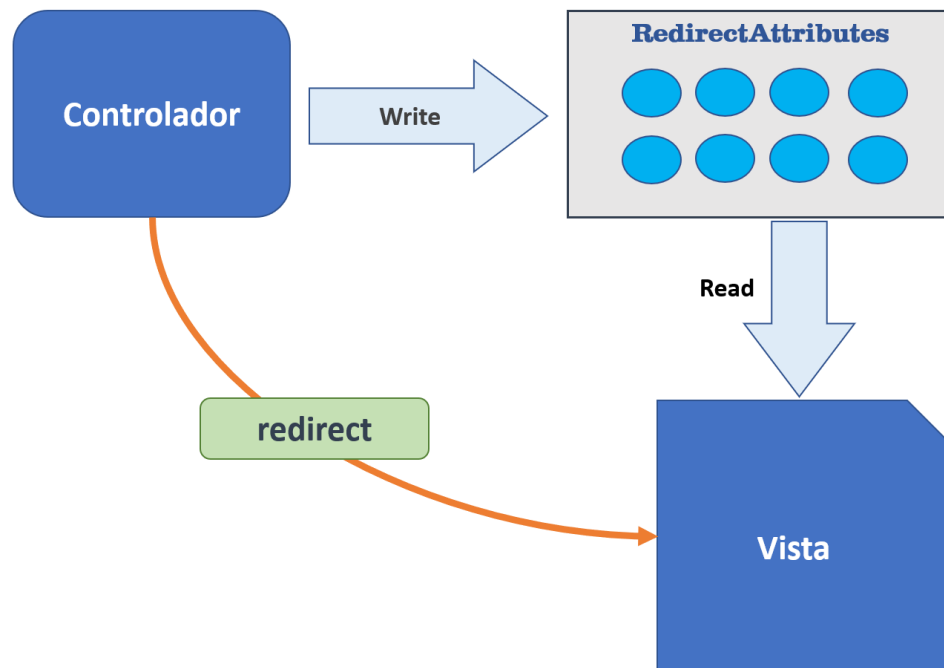 RedirectAttributes
Controlador
Write
Read
redirect
Vista